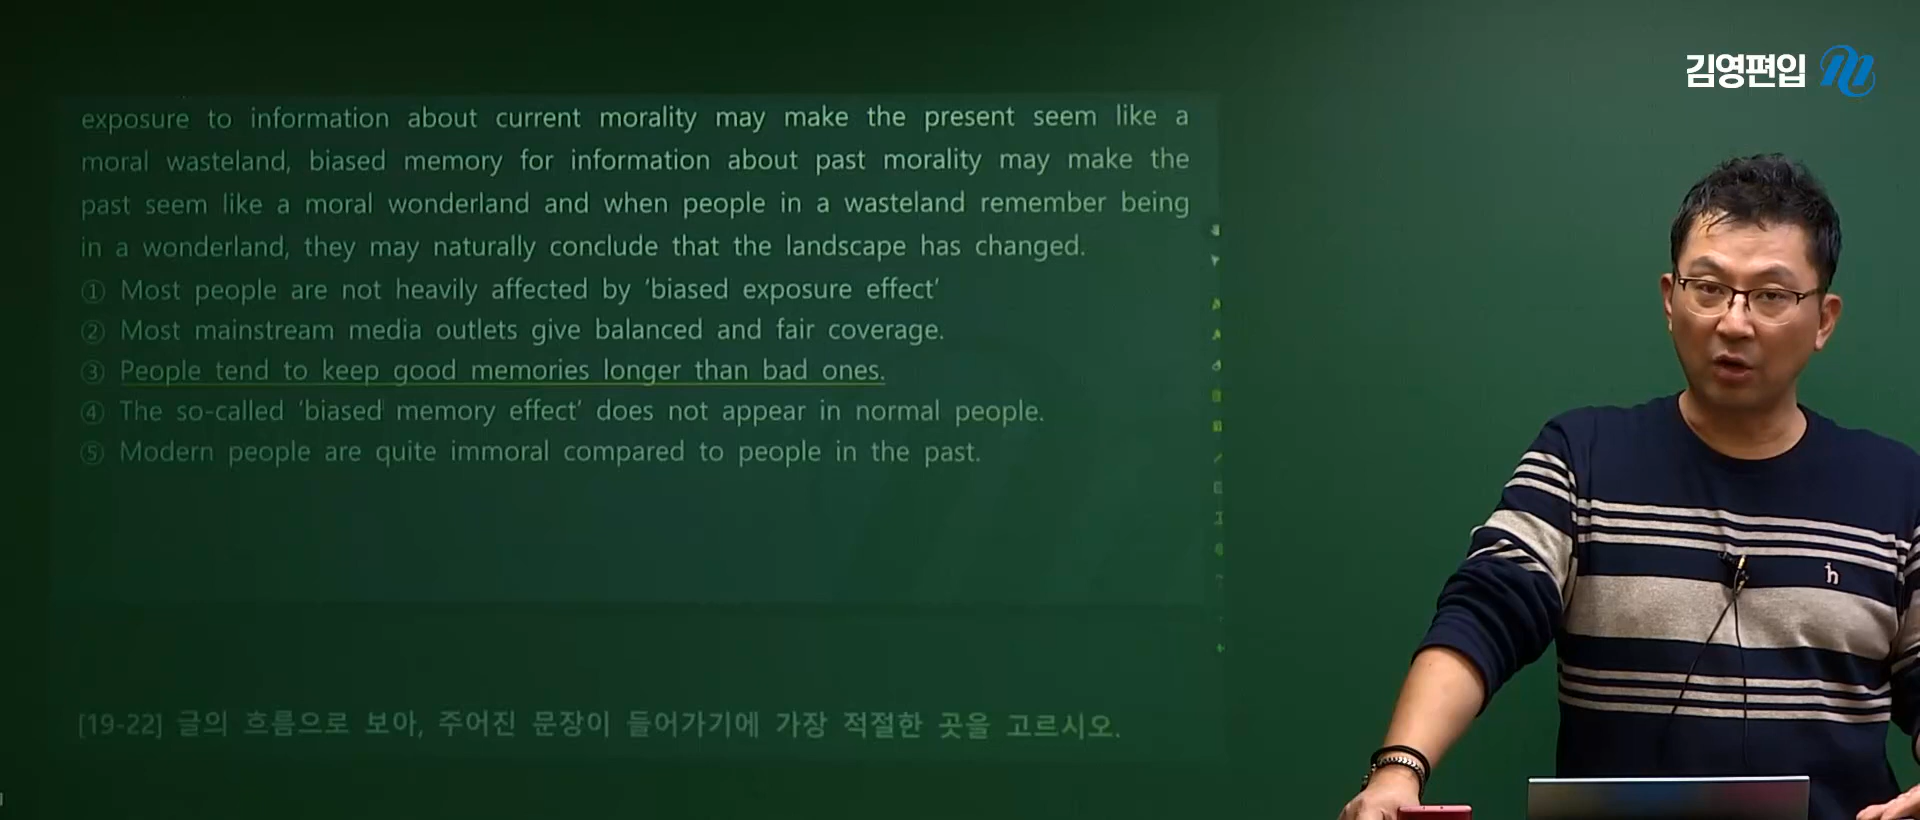 김영편입
exposure to information about current morality may make the present seem like a
moral wasteland, biased memory for information about past morality may make the
past seem like a moral wonderland and when people in a wasteland remember being
in a wonderland, they may naturally conclude that the landscape has changed.
① Most people are not heavily affected by ‘biased exposure effect’
② Most mainstream media outlets give balanced and fair coverage.
③ People tend to keep good memories longer than bad ones.
④ The so-called ‘biased memory effect’ does not appear in normal people.
⑤ Modern people are quite immoral compared to people in the past.
[19-22] 글의 흐름으로 보아, 주어진 문장이 들어가기에 가장 적절한 곳을 고르시오.
h